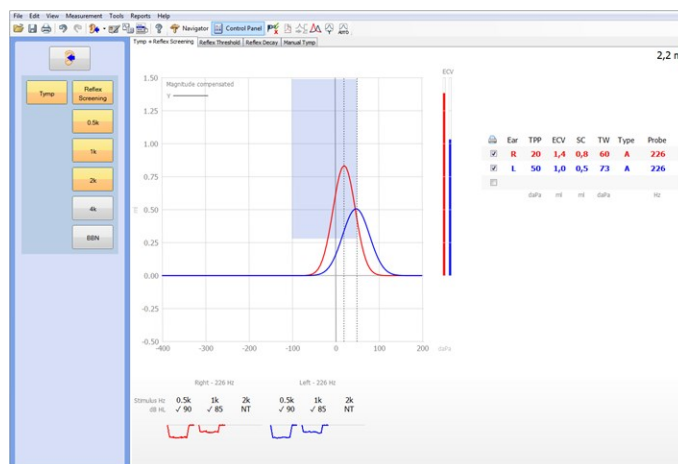 File Edit View Measurement Tools Reports Help
Navigator Control Panel
Tymp + Reflex Screening Reflex Threshold Reflex Decay Manual Tymp
2,2 m
Tymp Reflex Screening
0.5k
1k
2k
4k
BBN
Magnitude compensated
Y
ECV
1.50
1.25
1.00
0.75
0.50
0.25
0.00
-0.25
-0.50
ml
-400 -300 -200 -100 0 100 200 daPa
Ear TPP ECV SC TW Type Probe
R 20 1,4 0,8 60 A 226
L 50 1,0 0,5 73 A 226
daPa ml ml daPa Hz
Right - 226 Hz Left - 226 Hz
Stimulus Hz 0.5k 1k 2k 0.5k 1k 2k
dB HL ✓ 90 ✓ 85 NT ✓ 90 ✓ 85 NT